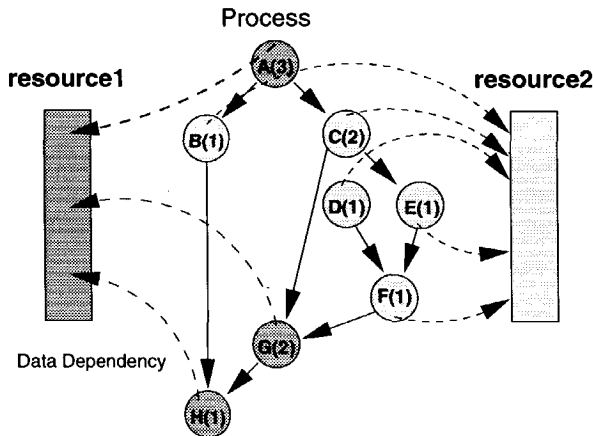 Process
resource1
A(3)
resource2
B(1)
C(2)
D(1)
E(1)
F(1)
G(2)
Data Dependency
H(1)